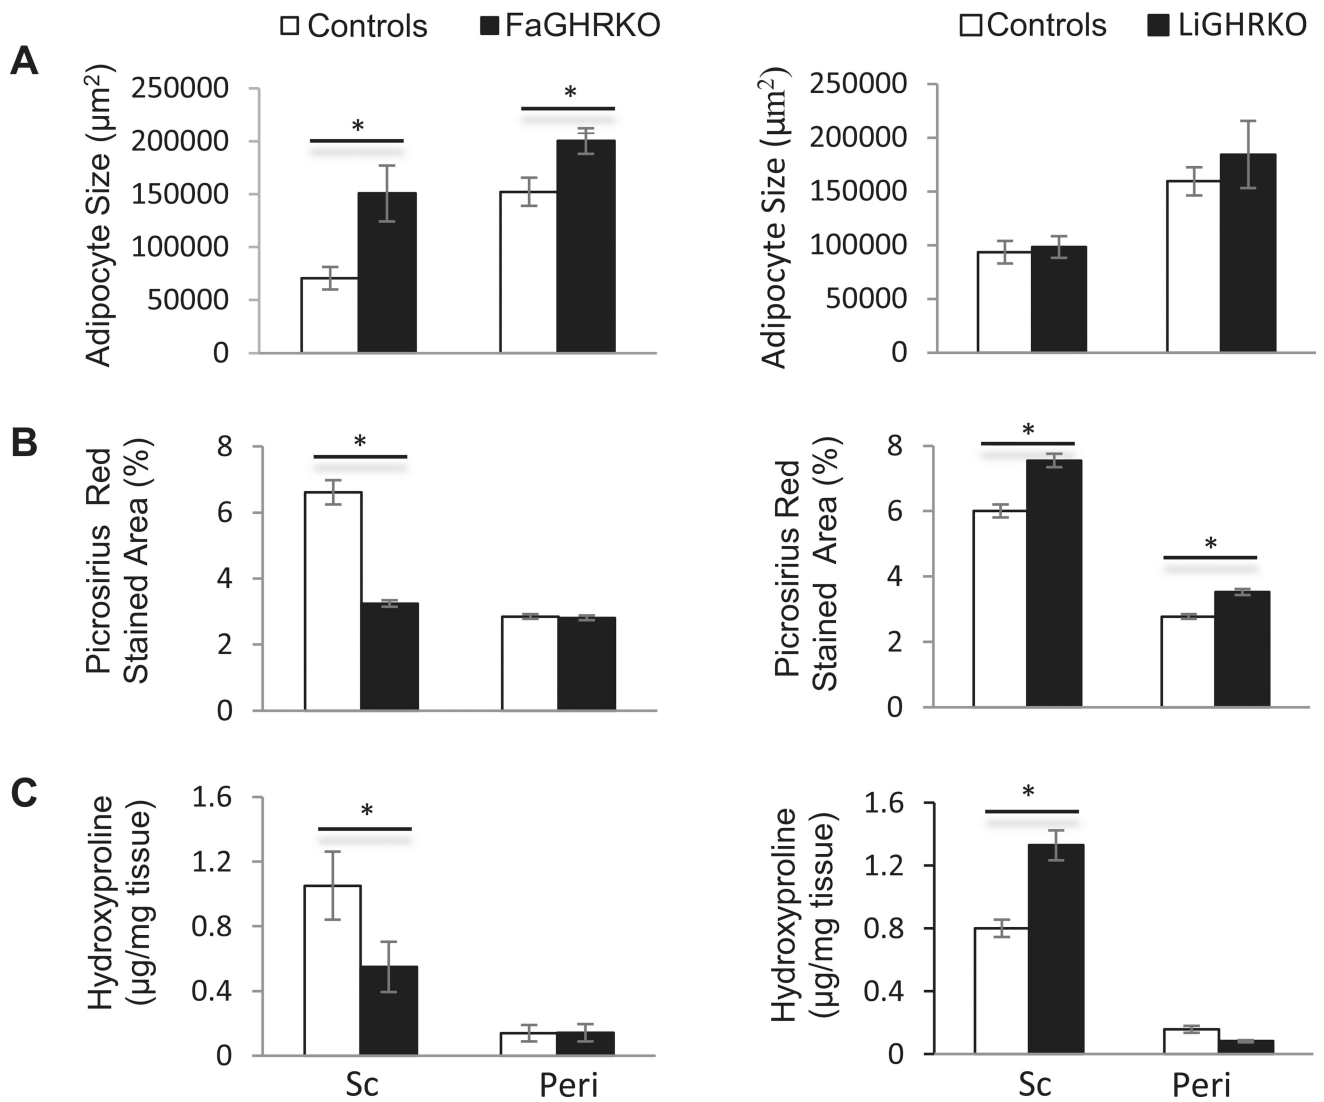 Controls FaGHRKO
Controls LiGHRKO
A
Adipocyte Size (µm²)
250000
200000
150000
100000
50000
0
*
*
Adipocyte Size (µm²)
250000
200000
150000
100000
50000
0
B
Picrosirius Red
Stained Area (%)
8
6
4
2
0
*
Picrosirius Red
Stained Area (%)
8
6
4
2
0
*
*
C
Hydroxyproline
(µg/mg tissue)
1.6
1.2
0.8
0.4
0
*
Sc Peri
Hydroxyproline
(µg/mg tissue)
1.6
1.2
0.8
0.4
0
*
Sc Peri